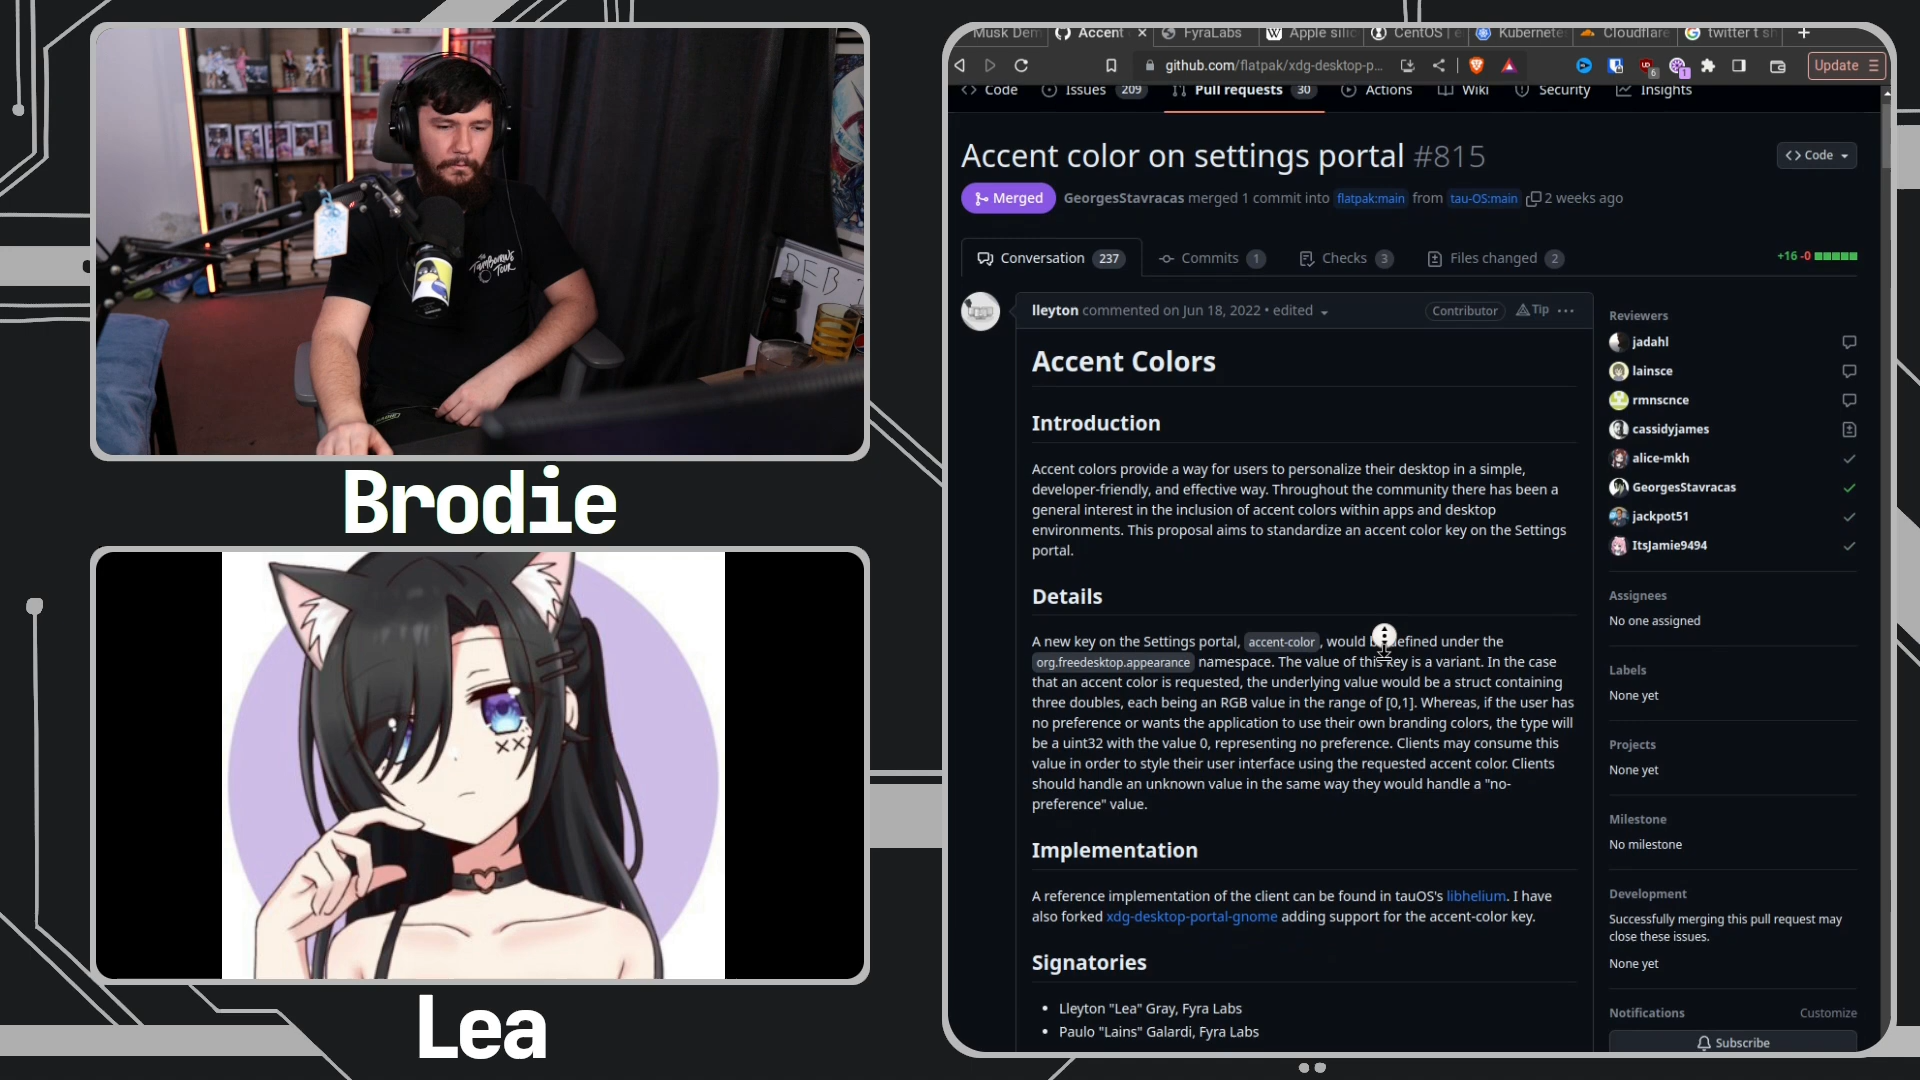 Musk Dem
Accent
FyraLabs
Apple silic
CentOS | e
Kubernete
Cloudflare
twitter t sh
github.com/flatpak/xdg-desktop-p...
6
1
Update
Code
Issues 209
Pull requests 30
Actions
Wiki
Security
Insights
Accent color on settings portal #815
Code
Merged
GeorgesStavracas merged 1 commit into flatpak:main from tau-OS:main 2 weeks ago
Conversation 237
Commits 1
Checks 3
Files changed 2
+16 -0
lleyton commented on Jun 18, 2022 • edited
Contributor
Tip
Accent Colors
Introduction
Accent colors provide a way for users to personalize their desktop in a simple,
developer-friendly, and effective way. Throughout the community there has been a
general interest in the inclusion of accent colors within apps and desktop
environments. This proposal aims to standardize an accent color key on the Settings
portal.
Details
A new key on the Settings portal, accent-color, would be defined under the
org.freedesktop.appearance namespace. The value of this key is a variant. In the case
that an accent color is requested, the underlying value would be a struct containing
three doubles, each being an RGB value in the range of [0,1]. Whereas, if the user has
no preference or wants the application to use their own branding colors, the type will
be a uint32 with the value 0, representing no preference. Clients may consume this
value in order to style their user interface using the requested accent color. Clients
should handle an unknown value in the same way they would handle a "no-
preference" value.
Implementation
A reference implementation of the client can be found in tauOS's libhelium. I have
also forked xdg-desktop-portal-gnome adding support for the accent-color key.
Signatories
• Lleyton "Lea" Gray, Fyra Labs
• Paulo "Lains" Galardi, Fyra Labs
Reviewers
jadahl
lainsce
rmnscnce
cassidyjames
alice-mkh
GeorgesStavracas
jackpot51
ItsJamie9494
Assignees
No one assigned
Labels
None yet
Projects
None yet
Milestone
No milestone
Development
Successfully merging this pull request may
close these issues.
None yet
Notifications
Customize
Subscribe
DEB
Brodie
Lea